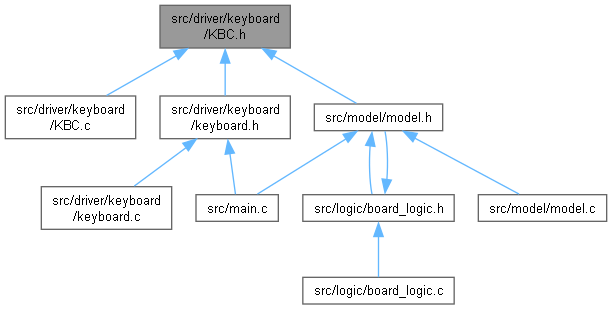 src/driver/keyboard
/KBC.h
src/driver/keyboard
/KBC.c
src/driver/keyboard
/keyboard.h
src/model/model.h
src/driver/keyboard
/keyboard.c
src/main.c
src/logic/board_logic.h
src/model/model.c
src/logic/board_logic.c